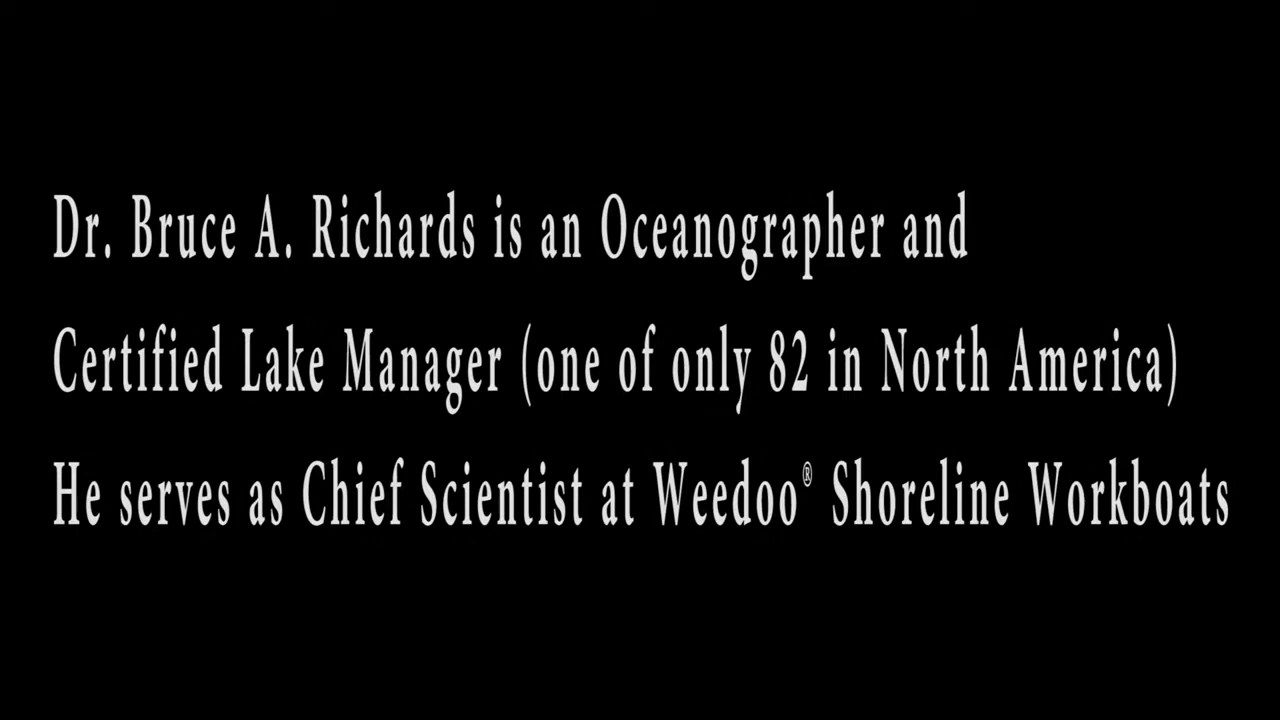 Dr. Bruce A. Richards is an Oceanographer and
Certified Lake Manager (one of only 82 in North America)
He serves as Chief Scientist at Weedoo® Shoreline Workboats